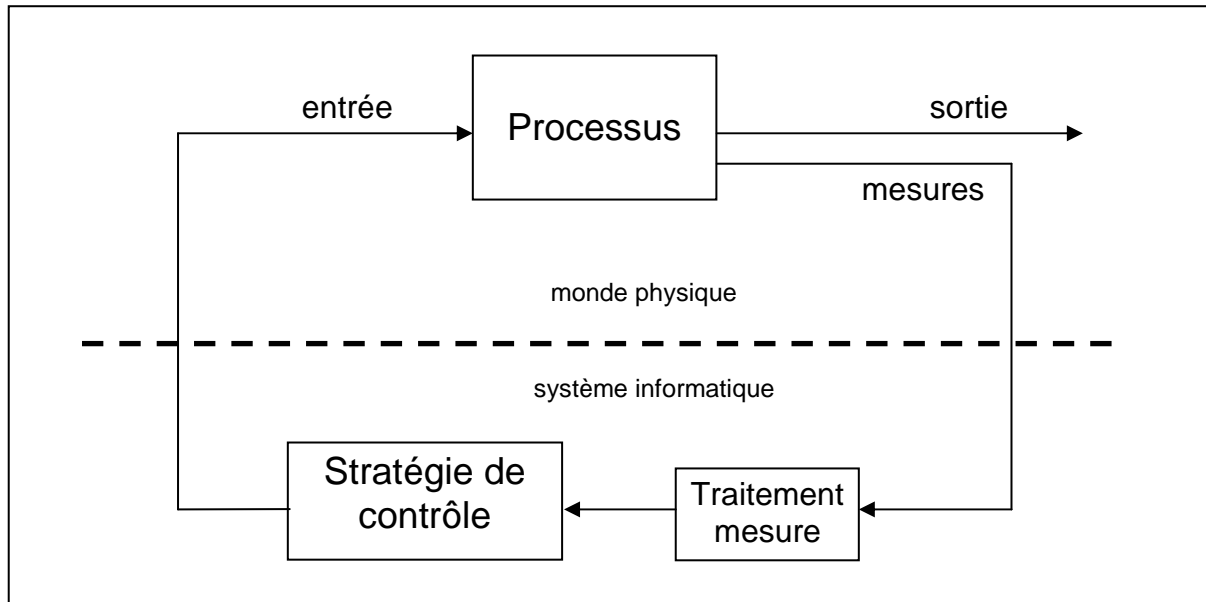 entrée
Processus
sortie
mesures
monde physique
système informatique
Stratégie de
contrôle
Traitement
mesure